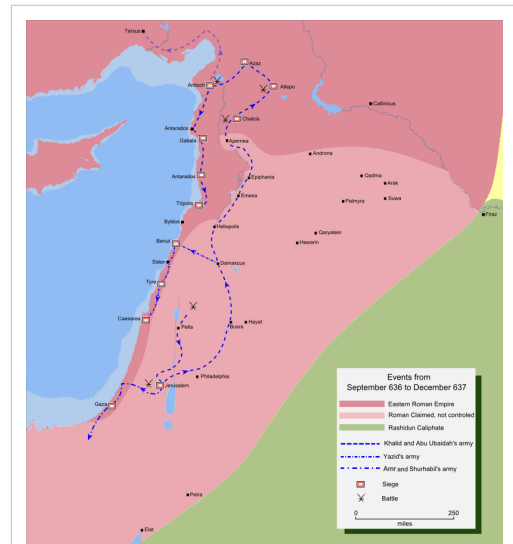 Tarsus
Azaz
Antioch
Allepo
Chalcis
Callinicus
Antarados
Gabala
Apamea
Androna
Antarados
Epiphania
Qadma
Arak
Emesa
Palmyra
Suwa
Tripolis
Firaz
Byblos
Heliopolis
Qaryatein
Hawarin
Beriut
Sidan
Damascus
Tyre
Caesarea
Pella
Busra
Hayat
Philadelphia
Jerusalem
Gaza
Petra
Elat
Events from
September 636 to December 637
Eastern Roman Empire
Roman Claimed, not controled
Rashidun Caliphate
Khalid and Abu Ubaidah's army
Yazid's army
Amr and Shurhabil's army
Siege
Battle
0 250
miles